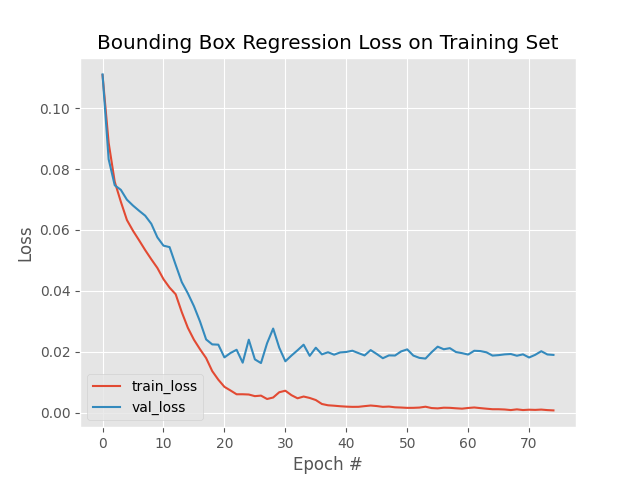 Bounding Box Regression Loss on Training Set
0.10
0.08
0.06
0.04
0.02
0.00
Loss
train_loss
val_loss
0 10 20 30 40 50 60 70
Epoch #